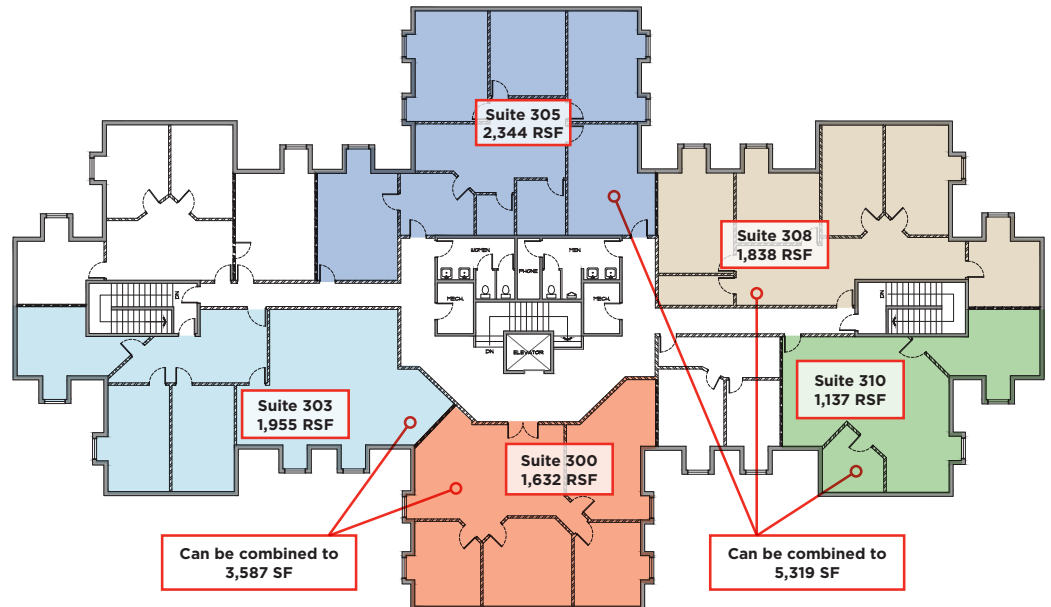 Suite 305
2,344 RSF
Suite 308
1,838 RSF
WOMEN
MEN
PHONE
MECH.
MECH.
DN
DN
DN
ELEVATOR
Suite 310
1,137 RSF
Suite 303
1,955 RSF
Suite 300
1,632 RSF
Can be combined to
3,587 SF
Can be combined to
5,319 SF